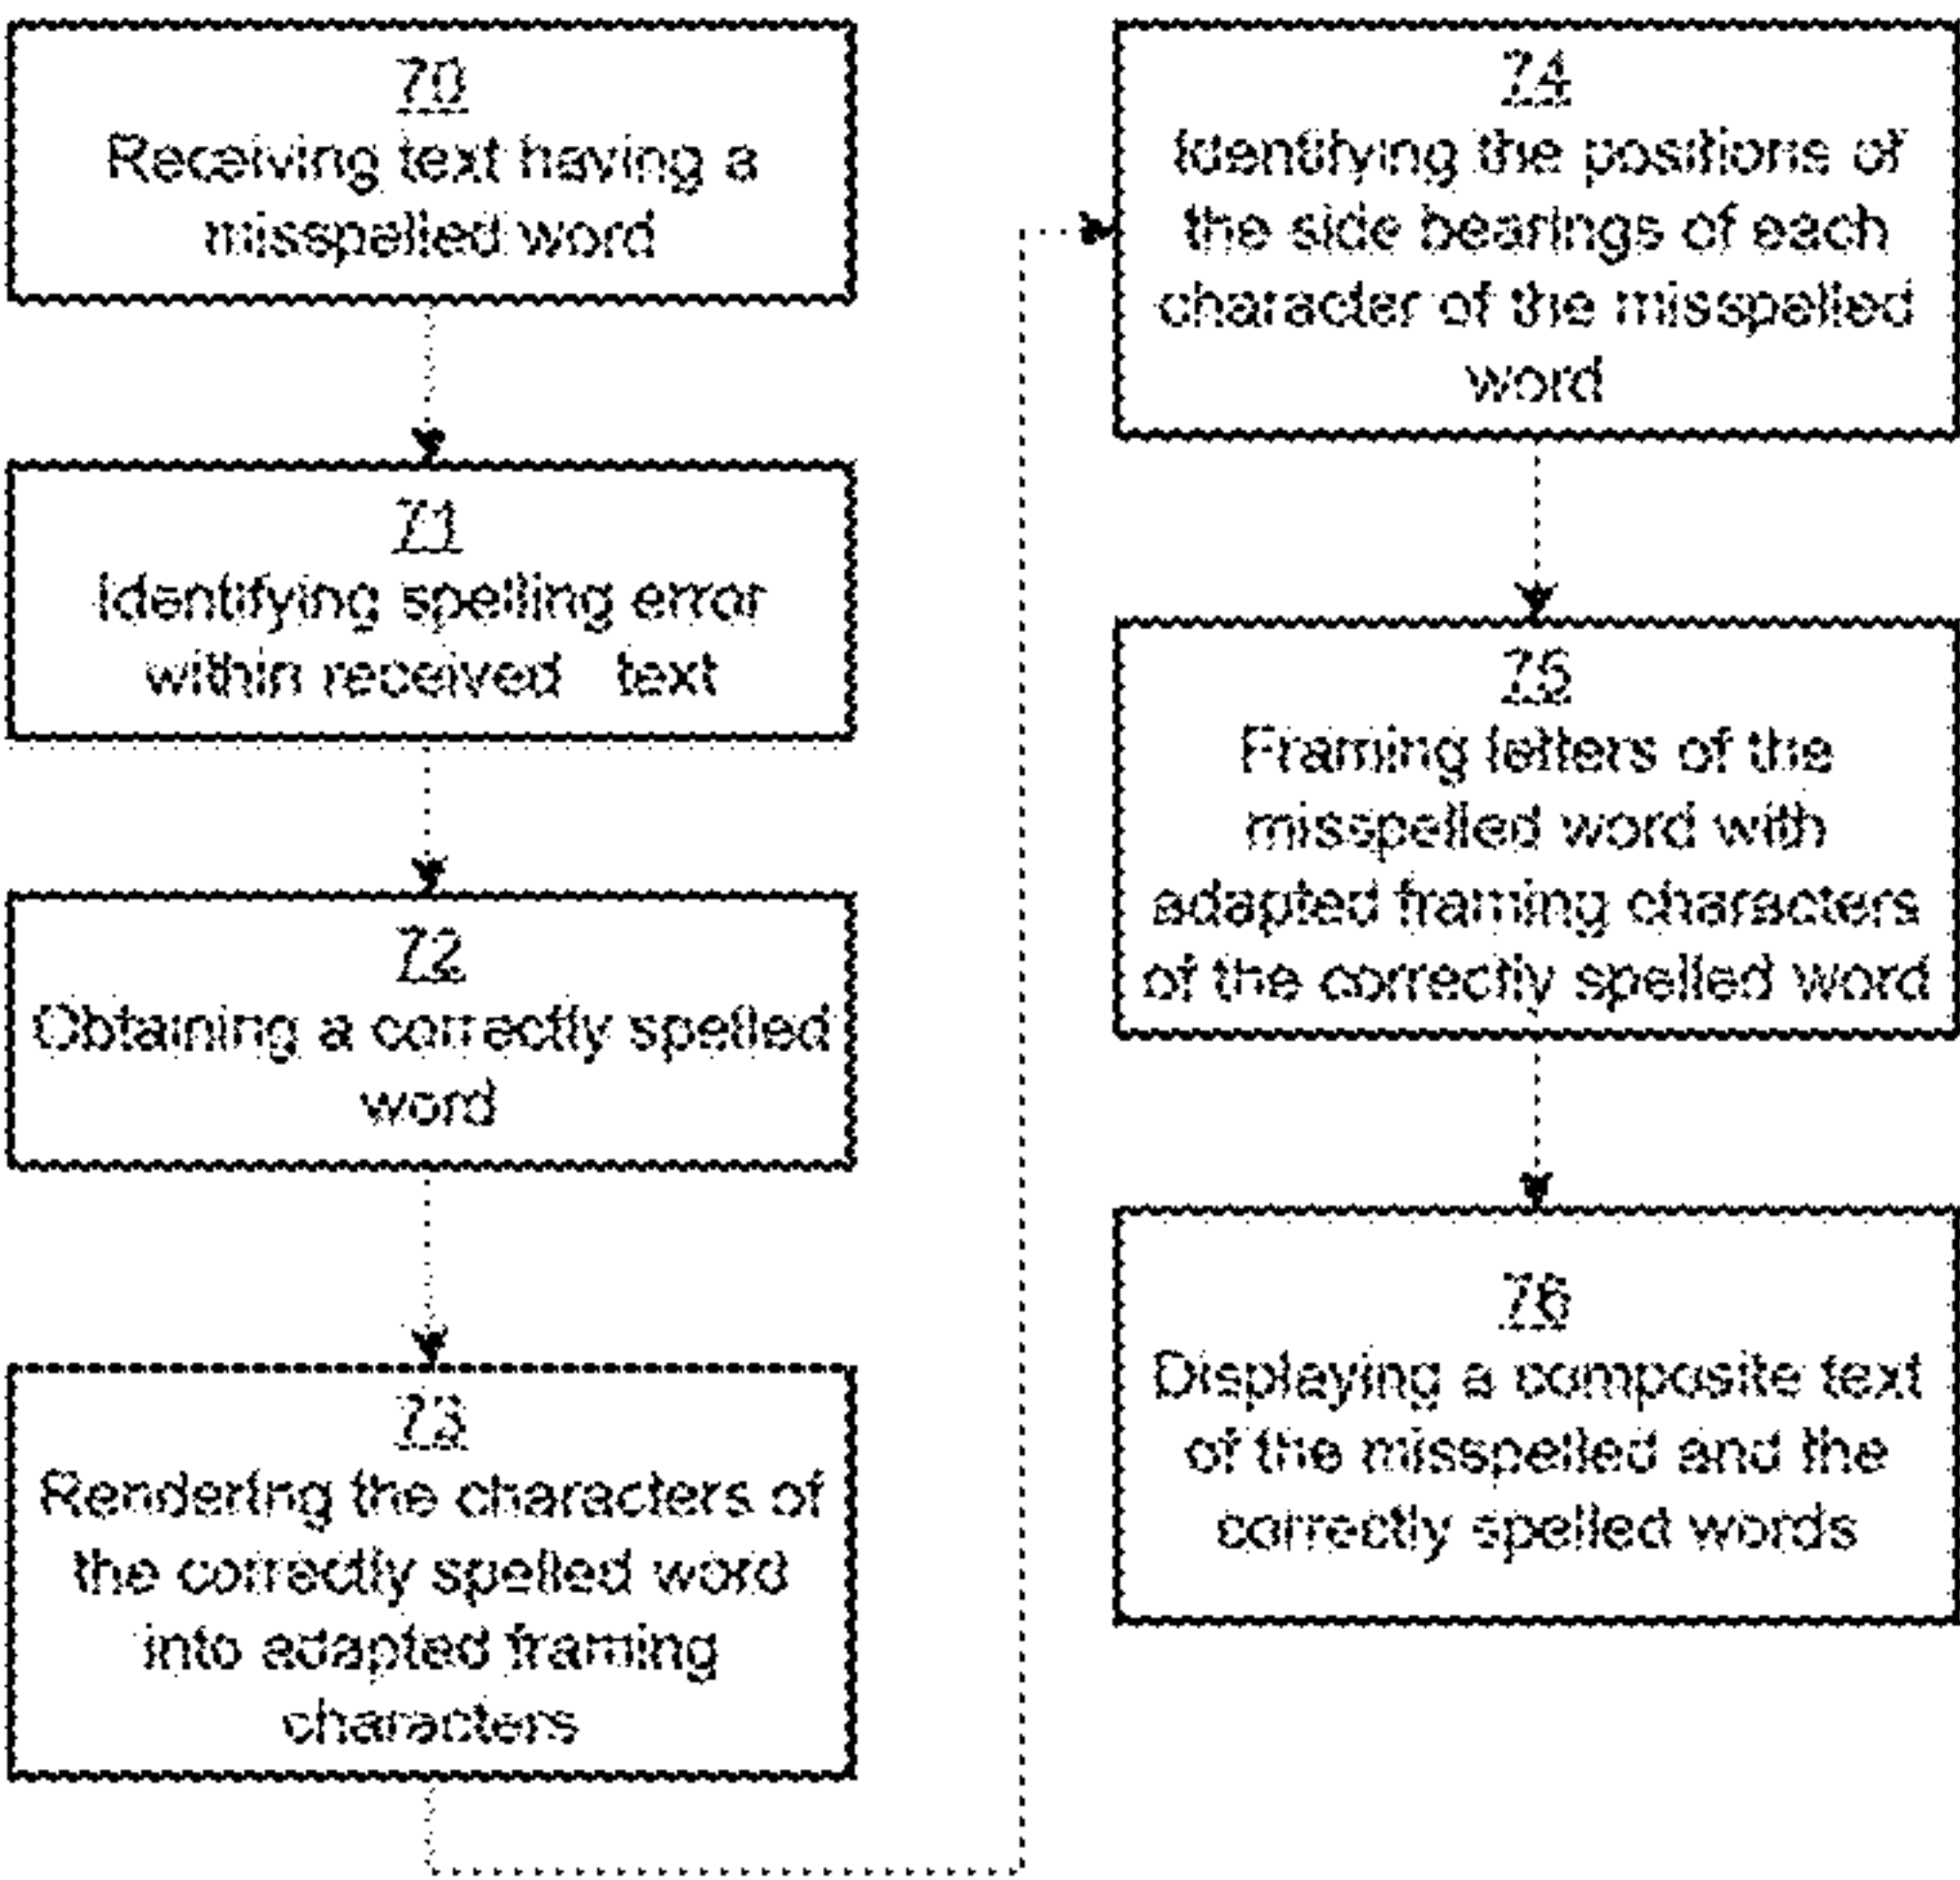 70
Receiving text having a
misspelled word
71
Identifying spelling error
within received text
72
Obtaining a correctly spelled
word
73
Rendering the characters of
the correctly spelled word
into adapted framing
characters
74
Identifying the positions of
the side bearings of each
character of the misspelled
word
75
Framing letters of the
misspelled word with
adapted framing characters
of the correctly spelled word
76
Displaying a composite text
of the misspelled and the
correctly spelled words